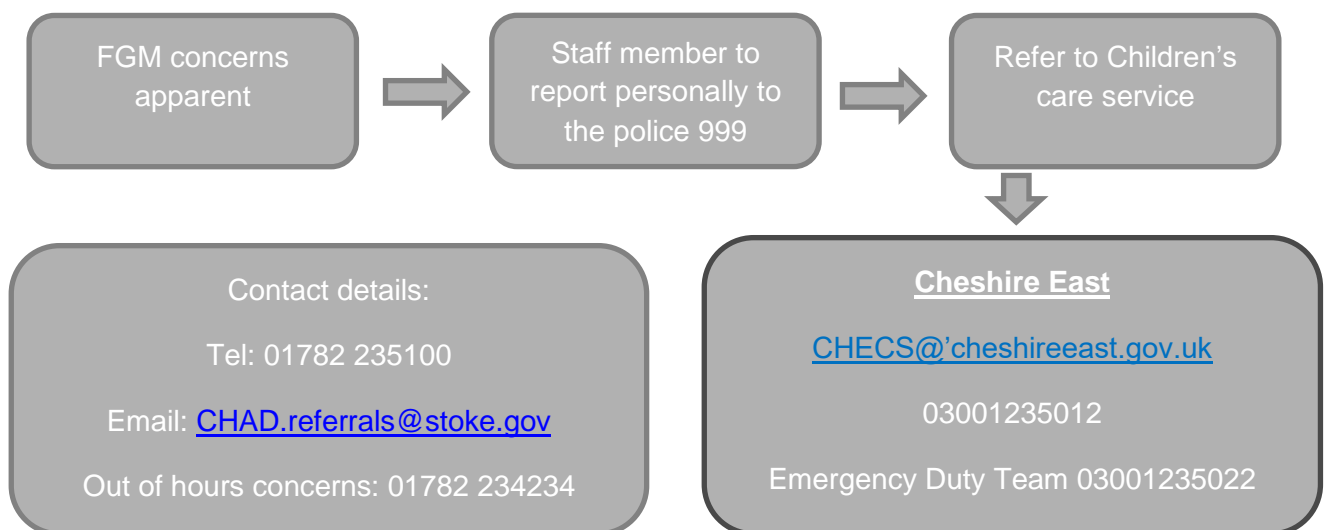 FGM concerns
apparent
Staff member to
report personally to
the police 999
Refer to Children's
care service
Contact details:
Tel: 01782 235100
Email: CHAD.referrals@stoke.gov
Out of hours concerns: 01782 234234
Cheshire East
CHECS@'cheshireeast.gov.uk
03001235012
Emergency Duty Team 03001235022